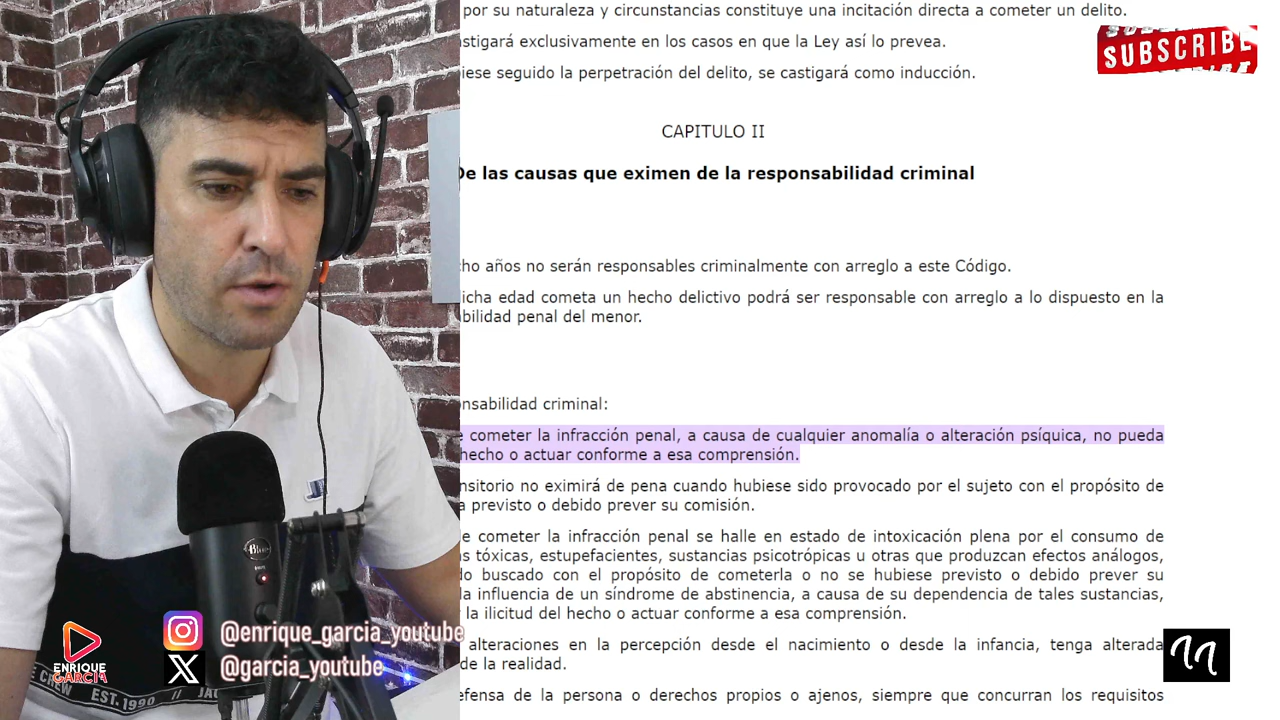 por su naturaleza y circunstancias constituye una incitación directa a cometer un delito.
astigará exclusivamente en los casos en que la Ley así lo prevea.
iese seguido la perpetración del delito, se castigará como inducción.
SUBSCRIBE
CAPITULO II
De las causas que eximen de la responsabilidad criminal
cho años no serán responsables criminalmente con arreglo a este Código.
icha edad cometa un hecho delictivo podrá ser responsable con arreglo a lo dispuesto en la
bilidad penal del menor.
nsabilidad criminal:
e cometer la infracción penal, a causa de cualquier anomalía o alteración psíquica, no pueda
hecho o actuar conforme a esa comprensión.
nsitorio no eximirá de pena cuando hubiese sido provocado por el sujeto con el propósito de
a previsto o debido prever su comisión.
e cometer la infracción penal se halle en estado de intoxicación plena por el consumo de
s tóxicas, estupefacientes, sustancias psicotrópicas u otras que produzcan efectos análogos,
do buscado con el propósito de cometerla o no se hubiese previsto o debido prever su
la influencia de un síndrome de abstinencia, a causa de su dependencia de tales sustancias,
r la ilicitud del hecho o actuar conforme a esa comprensión.
alteraciones en la percepción desde el nacimiento o desde la infancia, tenga alterada
de la realidad.
efensa de la persona o derechos propios o ajenos, siempre que concurran los requisitos
Blue
@enrique_garcia_youtube
@garcia_youtube
ENRIQUE
GARCIA
CREW EST. 1990 // JAC